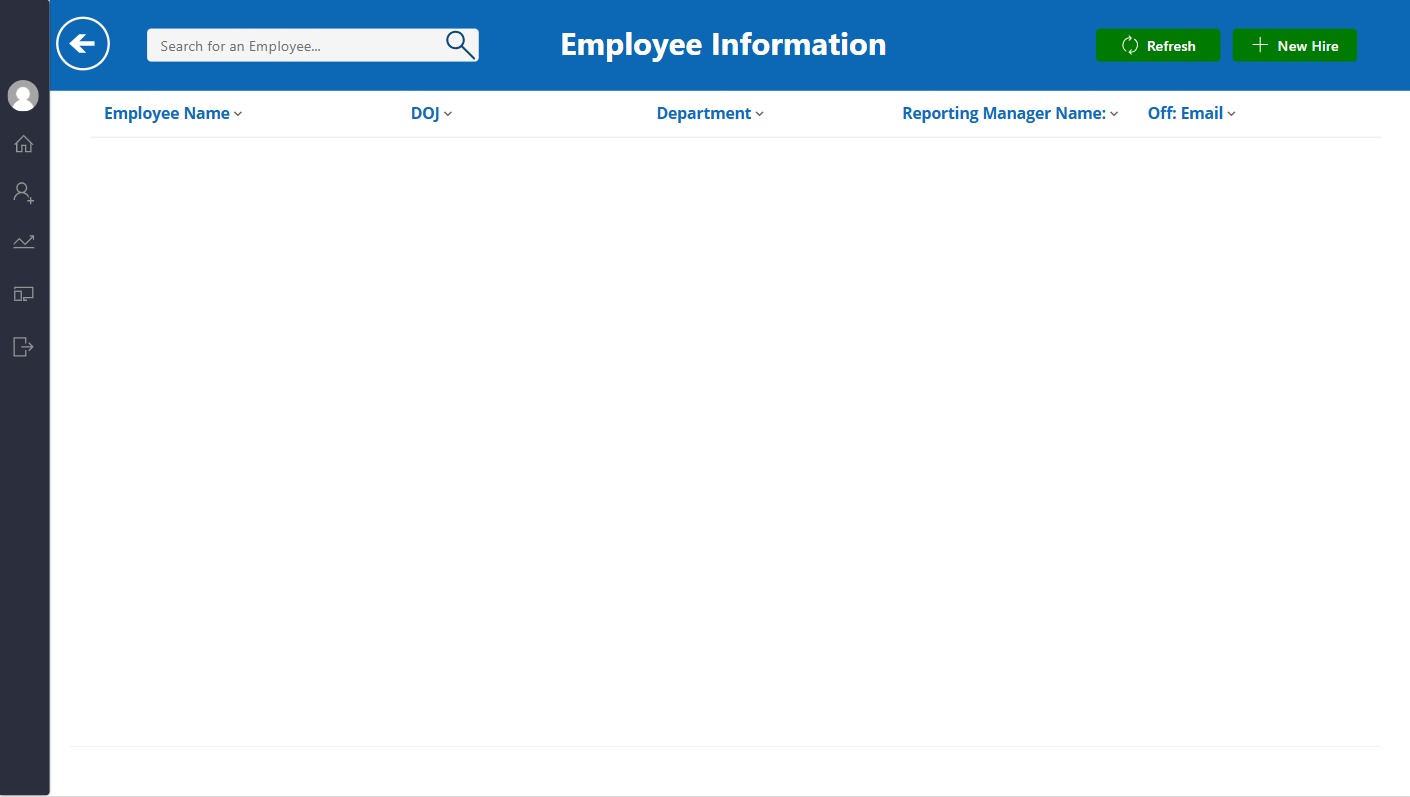 Search for an Employee...
Employee Information
Refresh
New Hire
Employee Name
DOJ
Department
Reporting Manager Name:
Off: Email